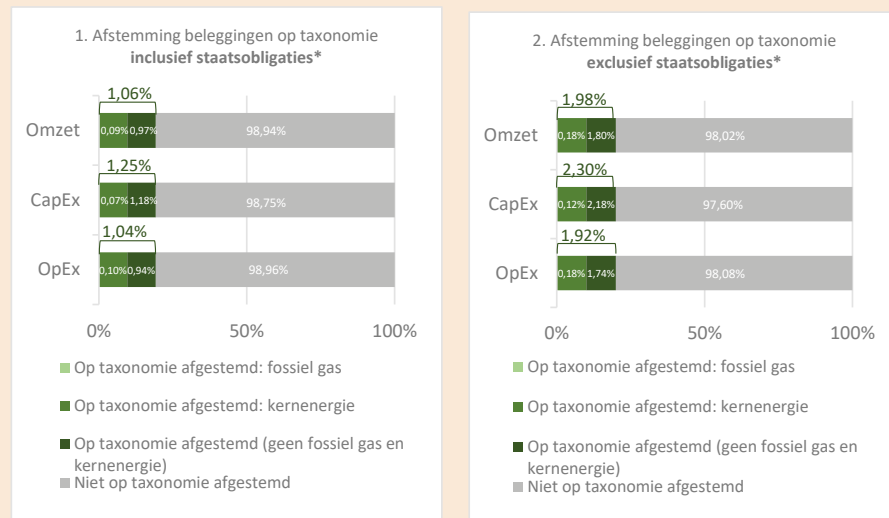 1. Afstemming beleggingen op taxonomie
inclusief staatsobligaties*
1,06%
Omzet
0,09% 0,97% 98,94%
1,25%
CapEx
0,07% 1,18% 98,75%
1,04%
OpEx
0,10% 0,94% 98,96%
0% 50% 100%
Op taxonomie afgestemd: fossiel gas
Op taxonomie afgestemd: kernenergie
Op taxonomie afgestemd (geen fossiel gas en
kernenergie)
Niet op taxonomie afgestemd
2. Afstemming beleggingen op taxonomie
exclusief staatsobligaties*
1,98%
Omzet
0,18% 1,80% 98,02%
2,30%
CapEx
0,12% 2,18% 97,60%
1,92%
OpEx
0,18% 1,74% 98,08%
0% 50% 100%
Op taxonomie afgestemd: fossiel gas
Op taxonomie afgestemd: kernenergie
Op taxonomie afgestemd (geen fossiel gas en
kernenergie)
Niet op taxonomie afgestemd